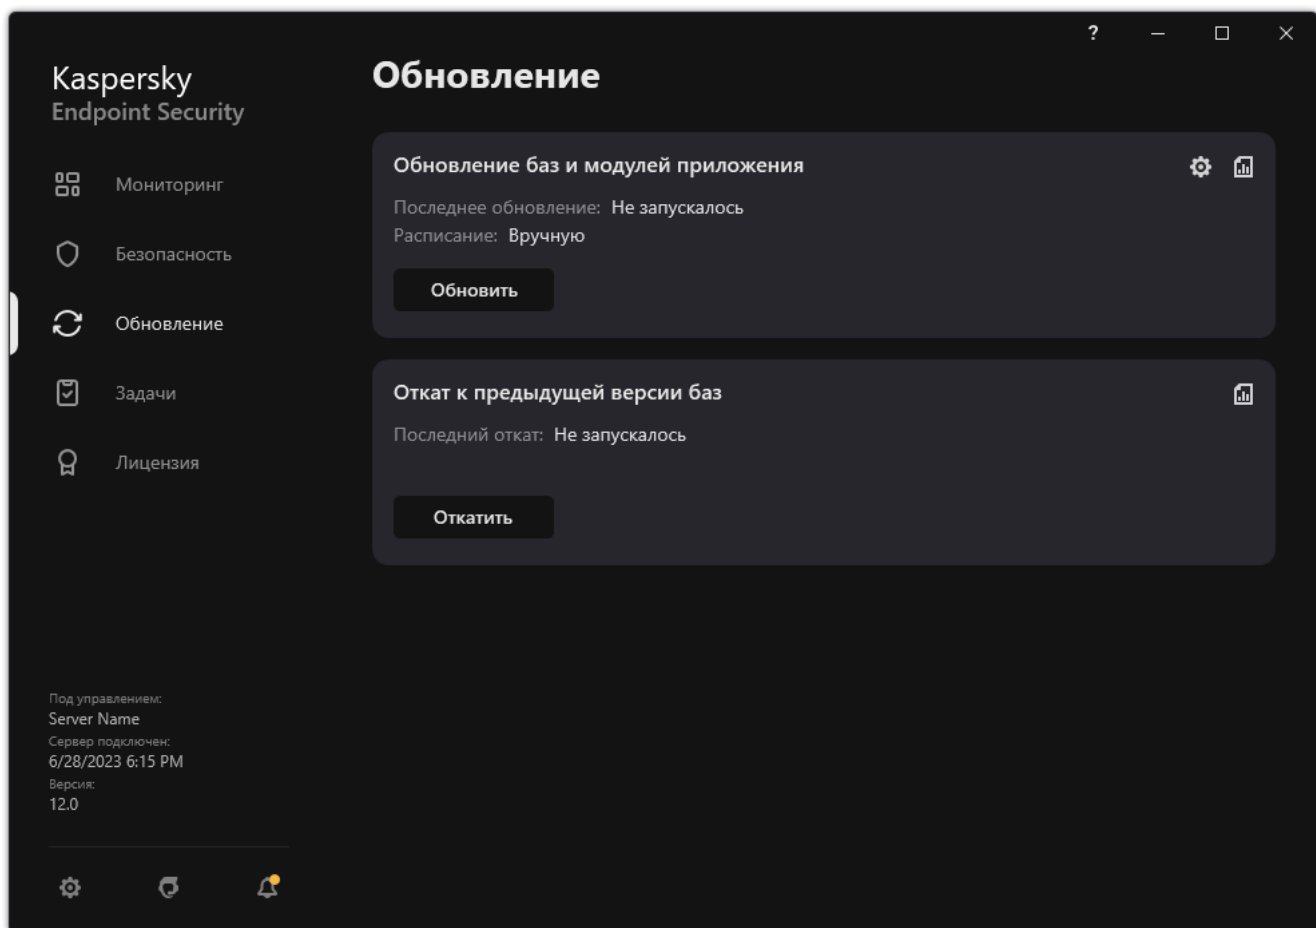 ?
Kaspersky
Endpoint Security
Мониторинг
Безопасность
Обновление
Задачи
Лицензия
Под управлением:
Server Name
Сервер подключен:
6/28/2023 6:15 PM
Версия:
12.0
Обновление
Обновление баз и модулей приложения
Последнее обновление: Не запускалось
Расписание: Вручную
Обновить
Откат к предыдущей версии баз
Последний откат: Не запускалось
Откатить